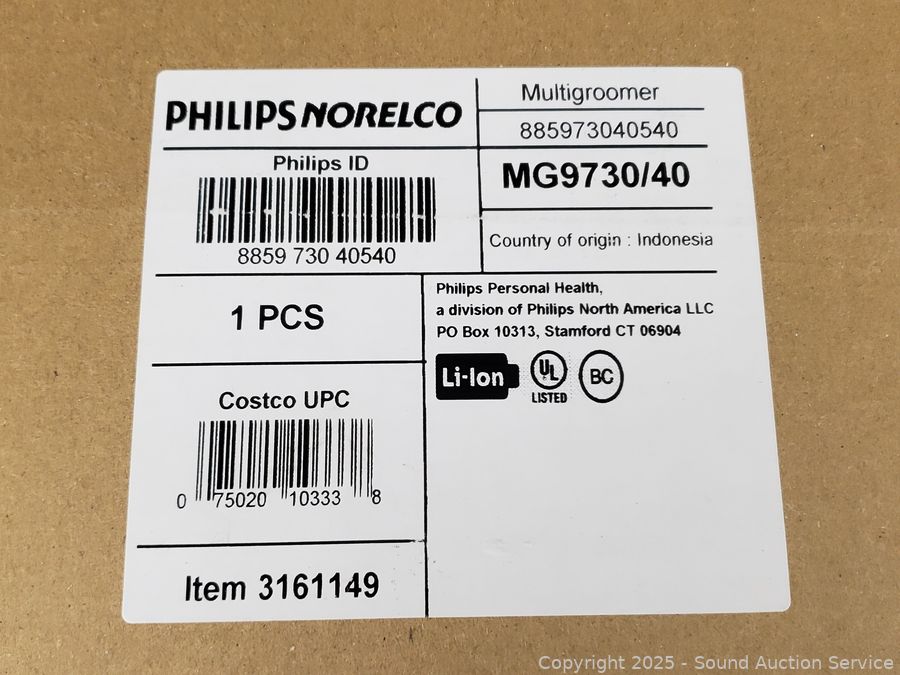 PHILIPS NORELCO
Multigroomer
885973040540
Philips ID
8859 730 40540
MG9730/40
Country of origin : Indonesia
1 PCS
Philips Personal Health,
a division of Philips North America LLC
PO Box 10313, Stamford CT 06904
Li-Ion
UL
LISTED
BC
Costco UPC
0 75020 10333 8
Item 3161149
Copyright 2025 - Sound Auction Service